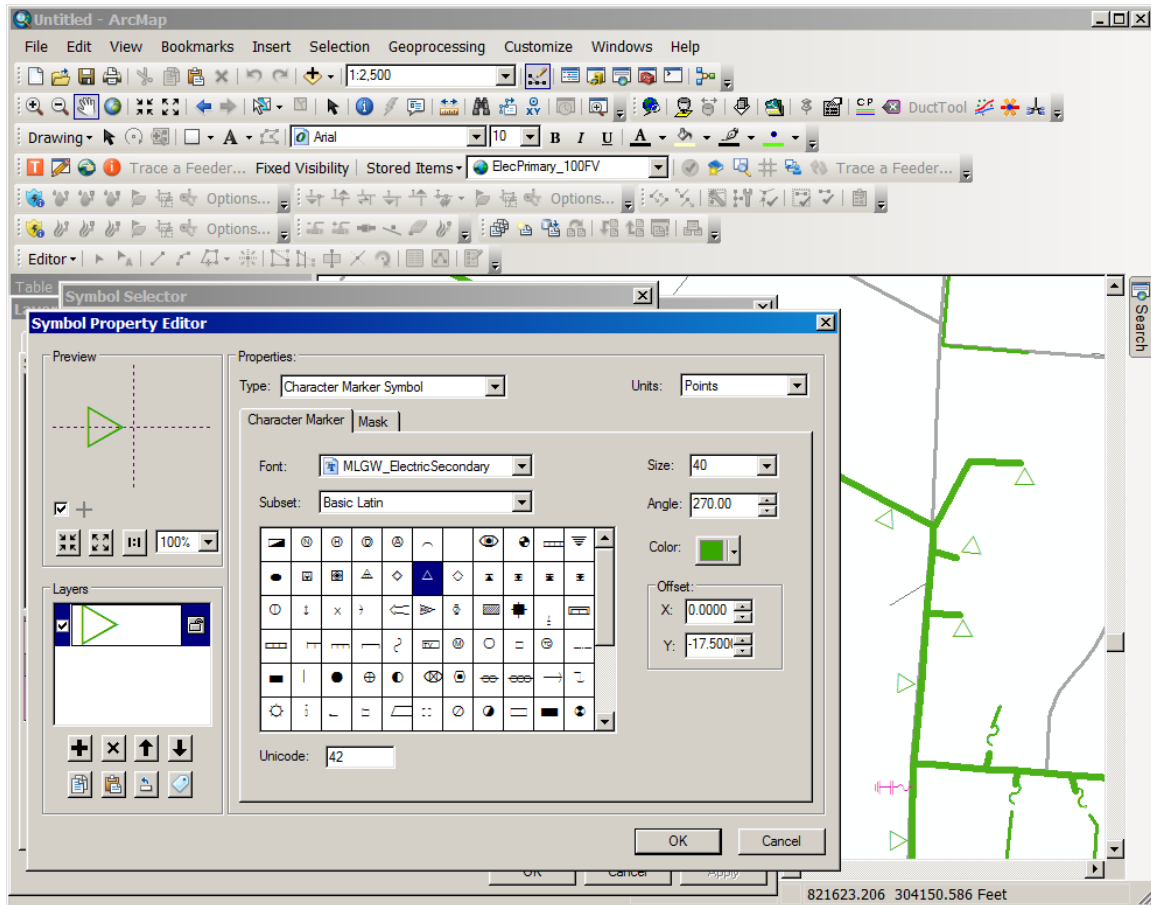 Untitled - ArcMap
File Edit View Bookmarks Insert Selection Geoprocessing Customize Windows Help
1:2,500
CP DuctTool
Drawing A Arial 10 B I U A
Trace a Feeder... Fixed Visibility Stored Items ElecPrimary_100FV Trace a Feeder...
Options... Options...
Options...
Editor
Table
Symbol Selector
Symbol Property Editor
Search
Preview
Properties:
Type: Character Marker Symbol Units: Points
Character Marker Mask
Font: MLGW_ElectricSecondary Size: 40
Subset: Basic Latin Angle: 270.00
Color:
1:1 100%
Layers
Offset:
X: 0.0000
Y: -17.500
Unicode: 42
OK Cancel
OK Cancel Apply
821623.206 304150.586 Feet